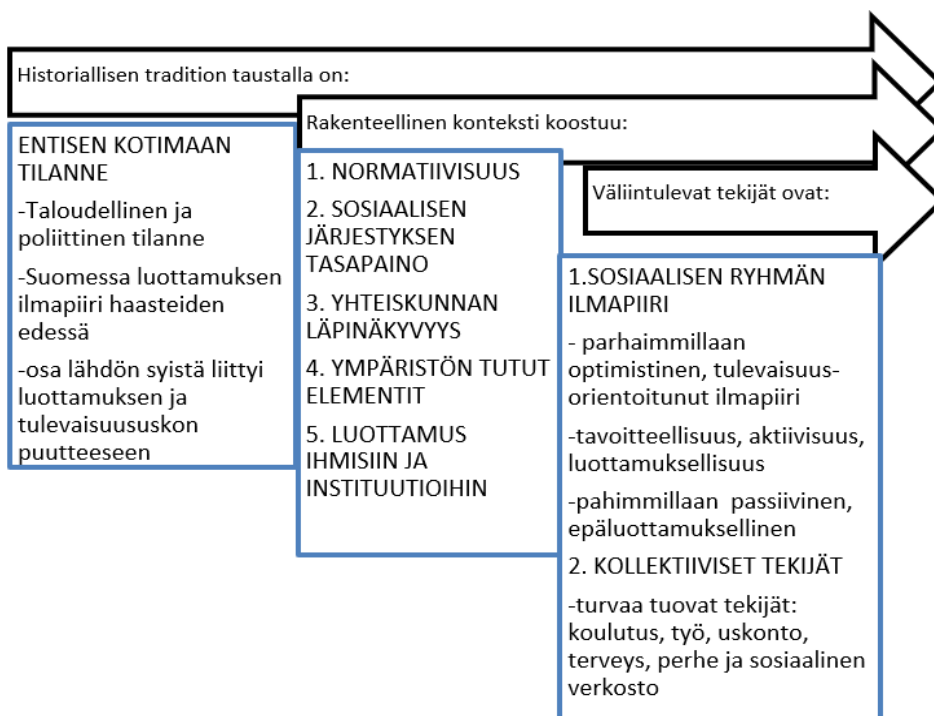 Historiallisen tradition taustalla on:
ENTISEN KOTIMAAN
TILANNE
-Taloudellinen ja
poliittinen tilanne
-Suomessa luottamuksen
ilmapiiri haasteiden
edessä
-osa lähdön syistä liittyi
luottamuksen ja
tulevaisuususkon
puutteeseen
Rakenteellinen konteksti koostuu:
1. NORMATIIVISUUS
2. SOSIAALISEN
JÄRJESTYKSEN
TASAPAINO
3. YHTEISKUNNAN
LÄPINÄKYVYYS
4. YMPÄRISTÖN TUTUT
ELEMENTIT
5. LUOTTAMUS
IHMISIIN JA
INSTITUUTIOIHIN
Väliintulevat tekijät ovat:
1.SOSIAALISEN RYHMÄN
ILMAPIIRI
- parhaimmillaan
optimistinen, tulevaisuus-
orientoitunut ilmapiiri
-tavoitteellisuus, aktiivisuus,
luottamuksellisuus
-pahimmillaan passiivinen,
epäluottamuksellinen
2. KOLLEKTIIVISET TEKIJÄT
-turvaa tuovat tekijät:
koulutus, työ, uskonto,
terveys, perhe ja sosiaalinen
verkosto